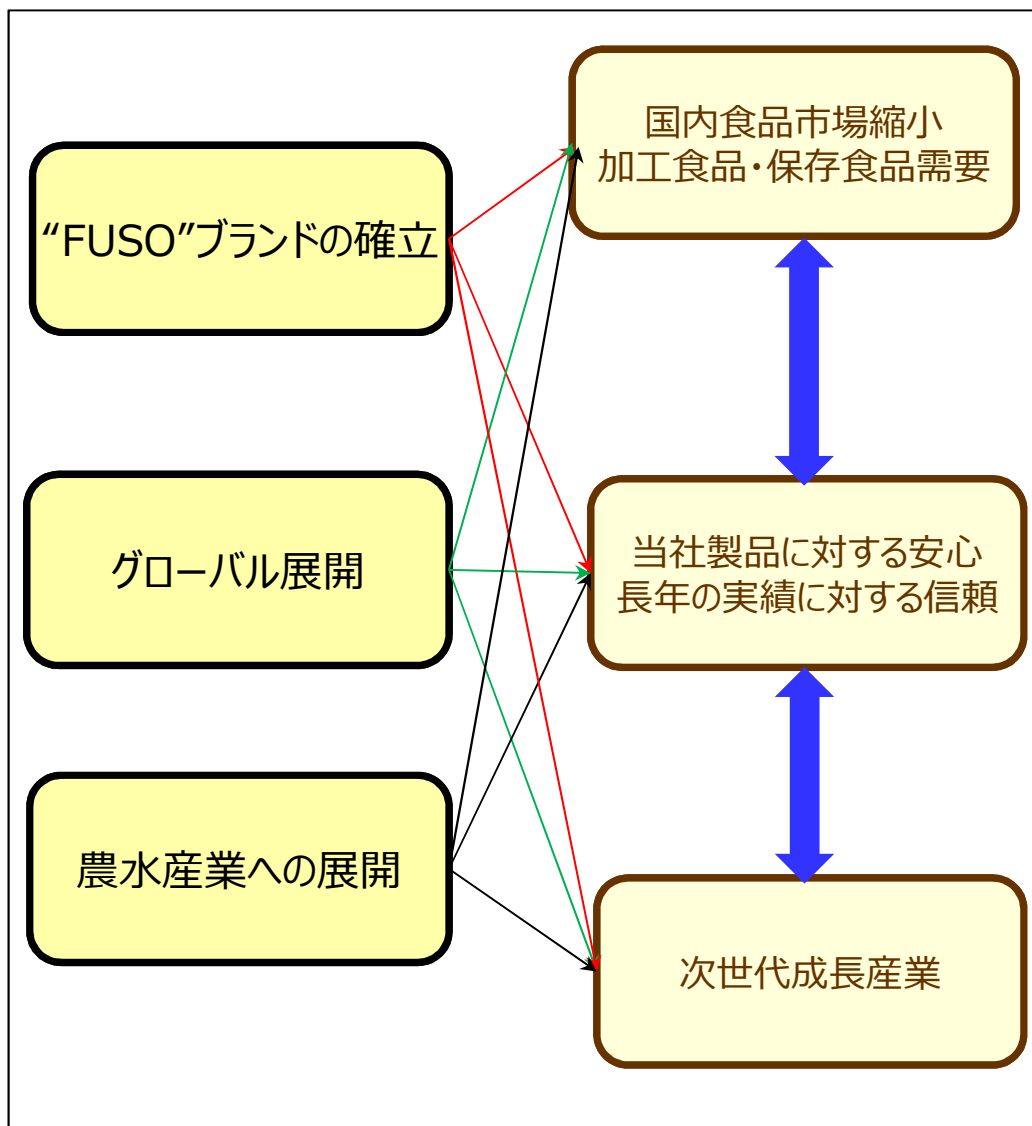 “FUSO”ブランドの確立
グローバル展開
農水産業への展開
国内食品市場縮小
加工食品・保存食品需要
当社製品に対する安心
長年の実績に対する信頼
次世代成長産業